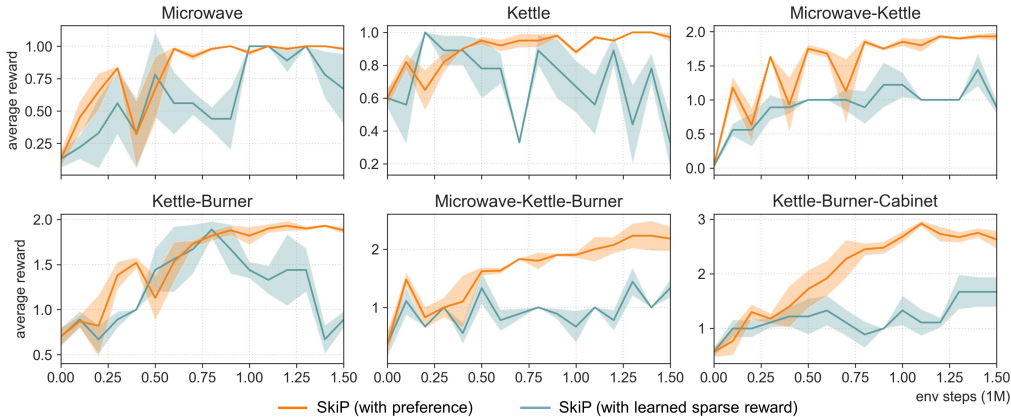 Microwave
Kettle
Microwave-Kettle
average reward
1.00
0.75
0.50
0.25
1.0
0.8
0.6
0.4
0.2
2.0
1.5
1.0
0.5
0.0
Kettle-Burner
Microwave-Kettle-Burner
Kettle-Burner-Cabinet
average reward
2.0
1.5
1.0
0.5
2
1
3
2
1
0.00 0.25 0.50 0.75 1.00 1.25 1.50
0.00 0.25 0.50 0.75 1.00 1.25 1.50
0.00 0.25 0.50 0.75 1.00 1.25 1.50
env steps (1M)
SkiP (with preference)
SkiP (with learned sparse reward)